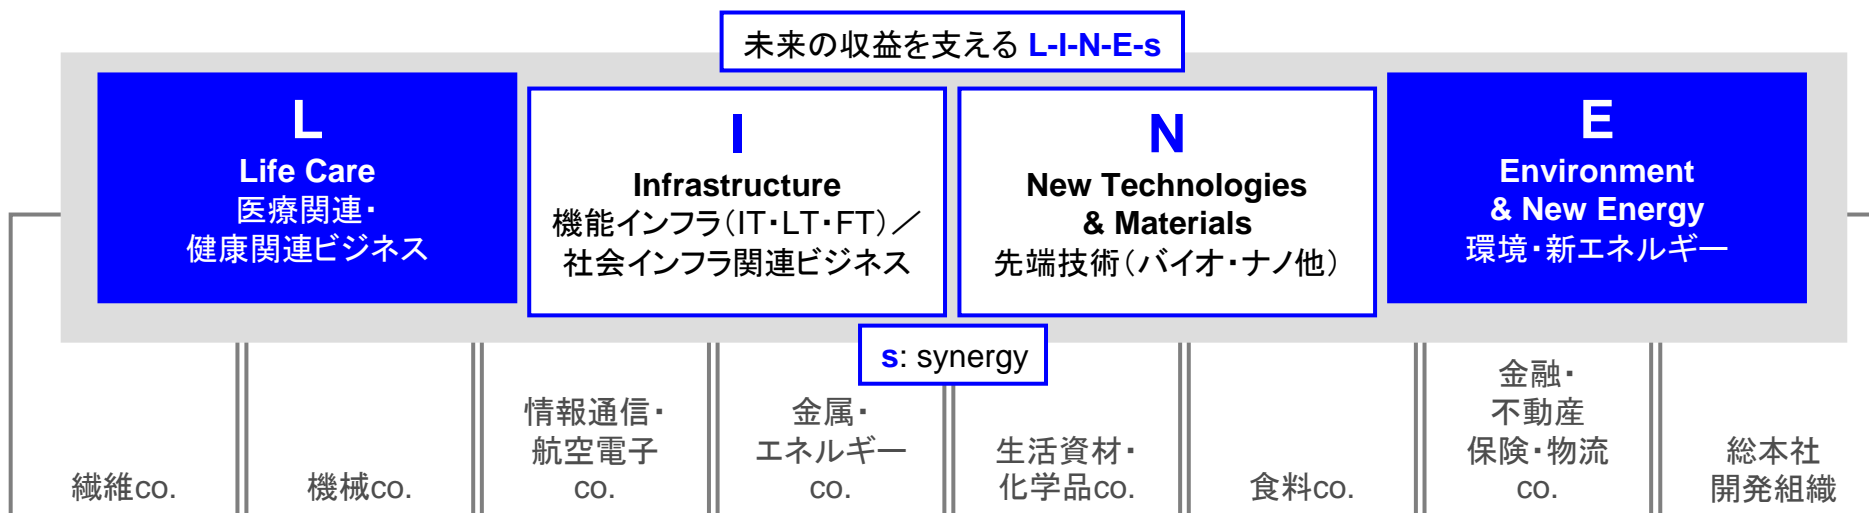 未来の収益を支える L-I-N-E-s
L
Life Care
医療関連・
健康関連ビジネス
I
Infrastructure
機能インフラ(IT・LT・FT)／
社会インフラ関連ビジネス
N
New Technologies
& Materials
先端技術(バイオ・ナノ他)
E
Environment
& New Energy
環境・新エネルギー
s: synergy
繊維co.
機械co.
情報通信・
航空電子
co.
金属・
エネルギー
co.
生活資材・
化学品co.
食料co.
金融・
不動産
保険・物流
co.
総本社
開発組織